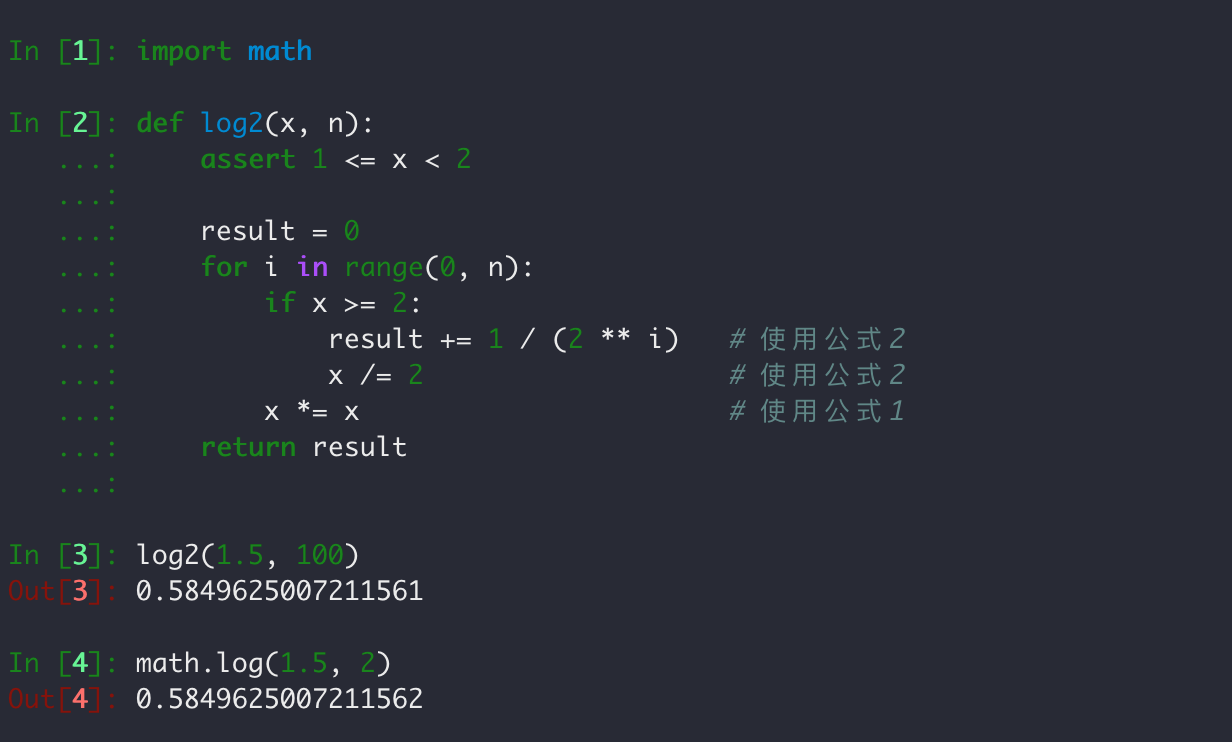 In [1]: import math
In [2]: def log2(x, n):
   ...:     assert 1 <= x < 2
   ...:
   ...:     result = 0
   ...:     for i in range(0, n):
   ...:         if x >= 2:
   ...:             result += 1 / (2 ** i)   # 使用公式2
   ...:             x /= 2                   # 使用公式2
   ...:         x *= x                       # 使用公式1
   ...:     return result
   ...:
In [3]: log2(1.5, 100)
Out[3]: 0.5849625007211561
In [4]: math.log(1.5, 2)
Out[4]: 0.5849625007211562